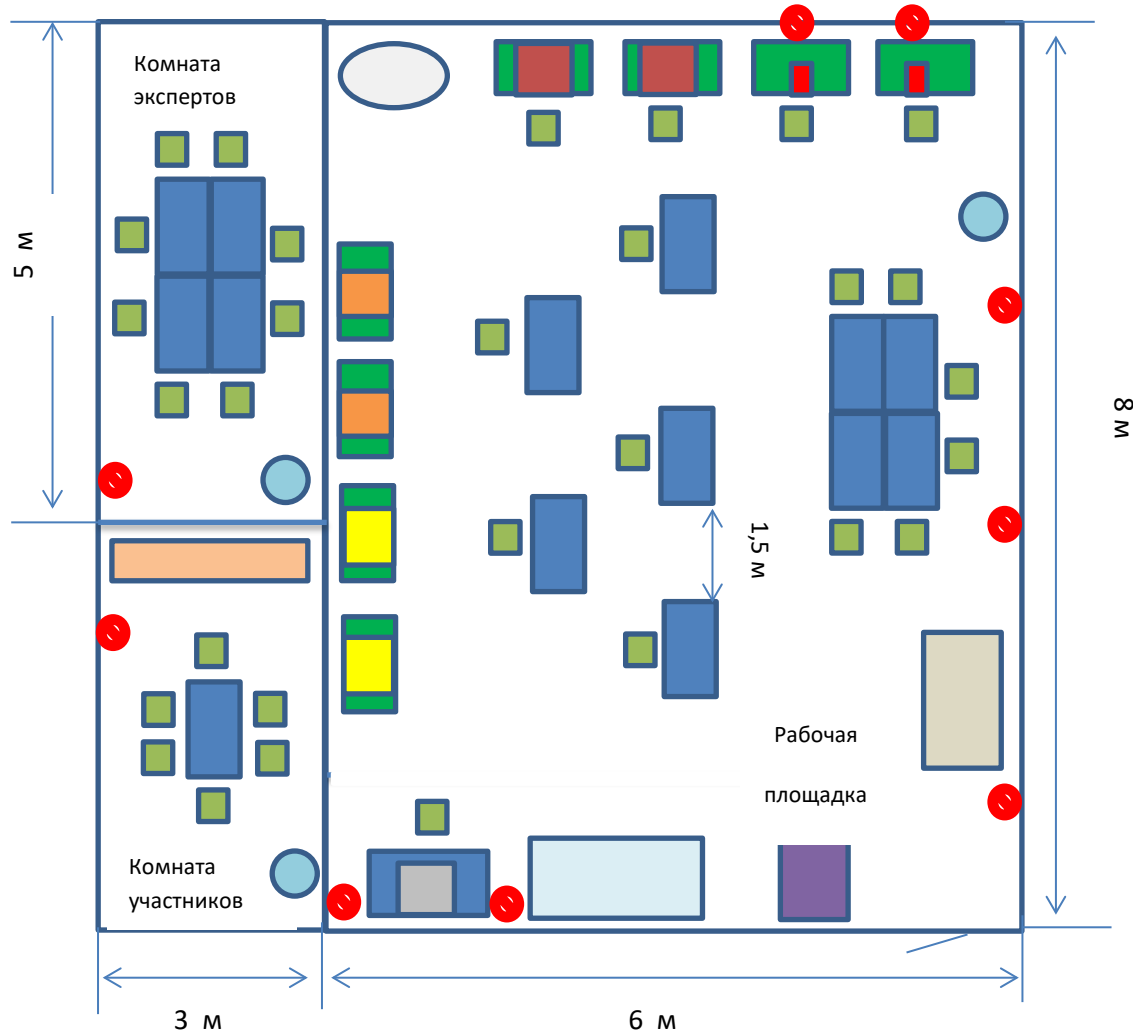 Комната
экспертов
5 м
8 м
1,5 м
Рабочая
площадка
Комната
участников
3 м
6 м